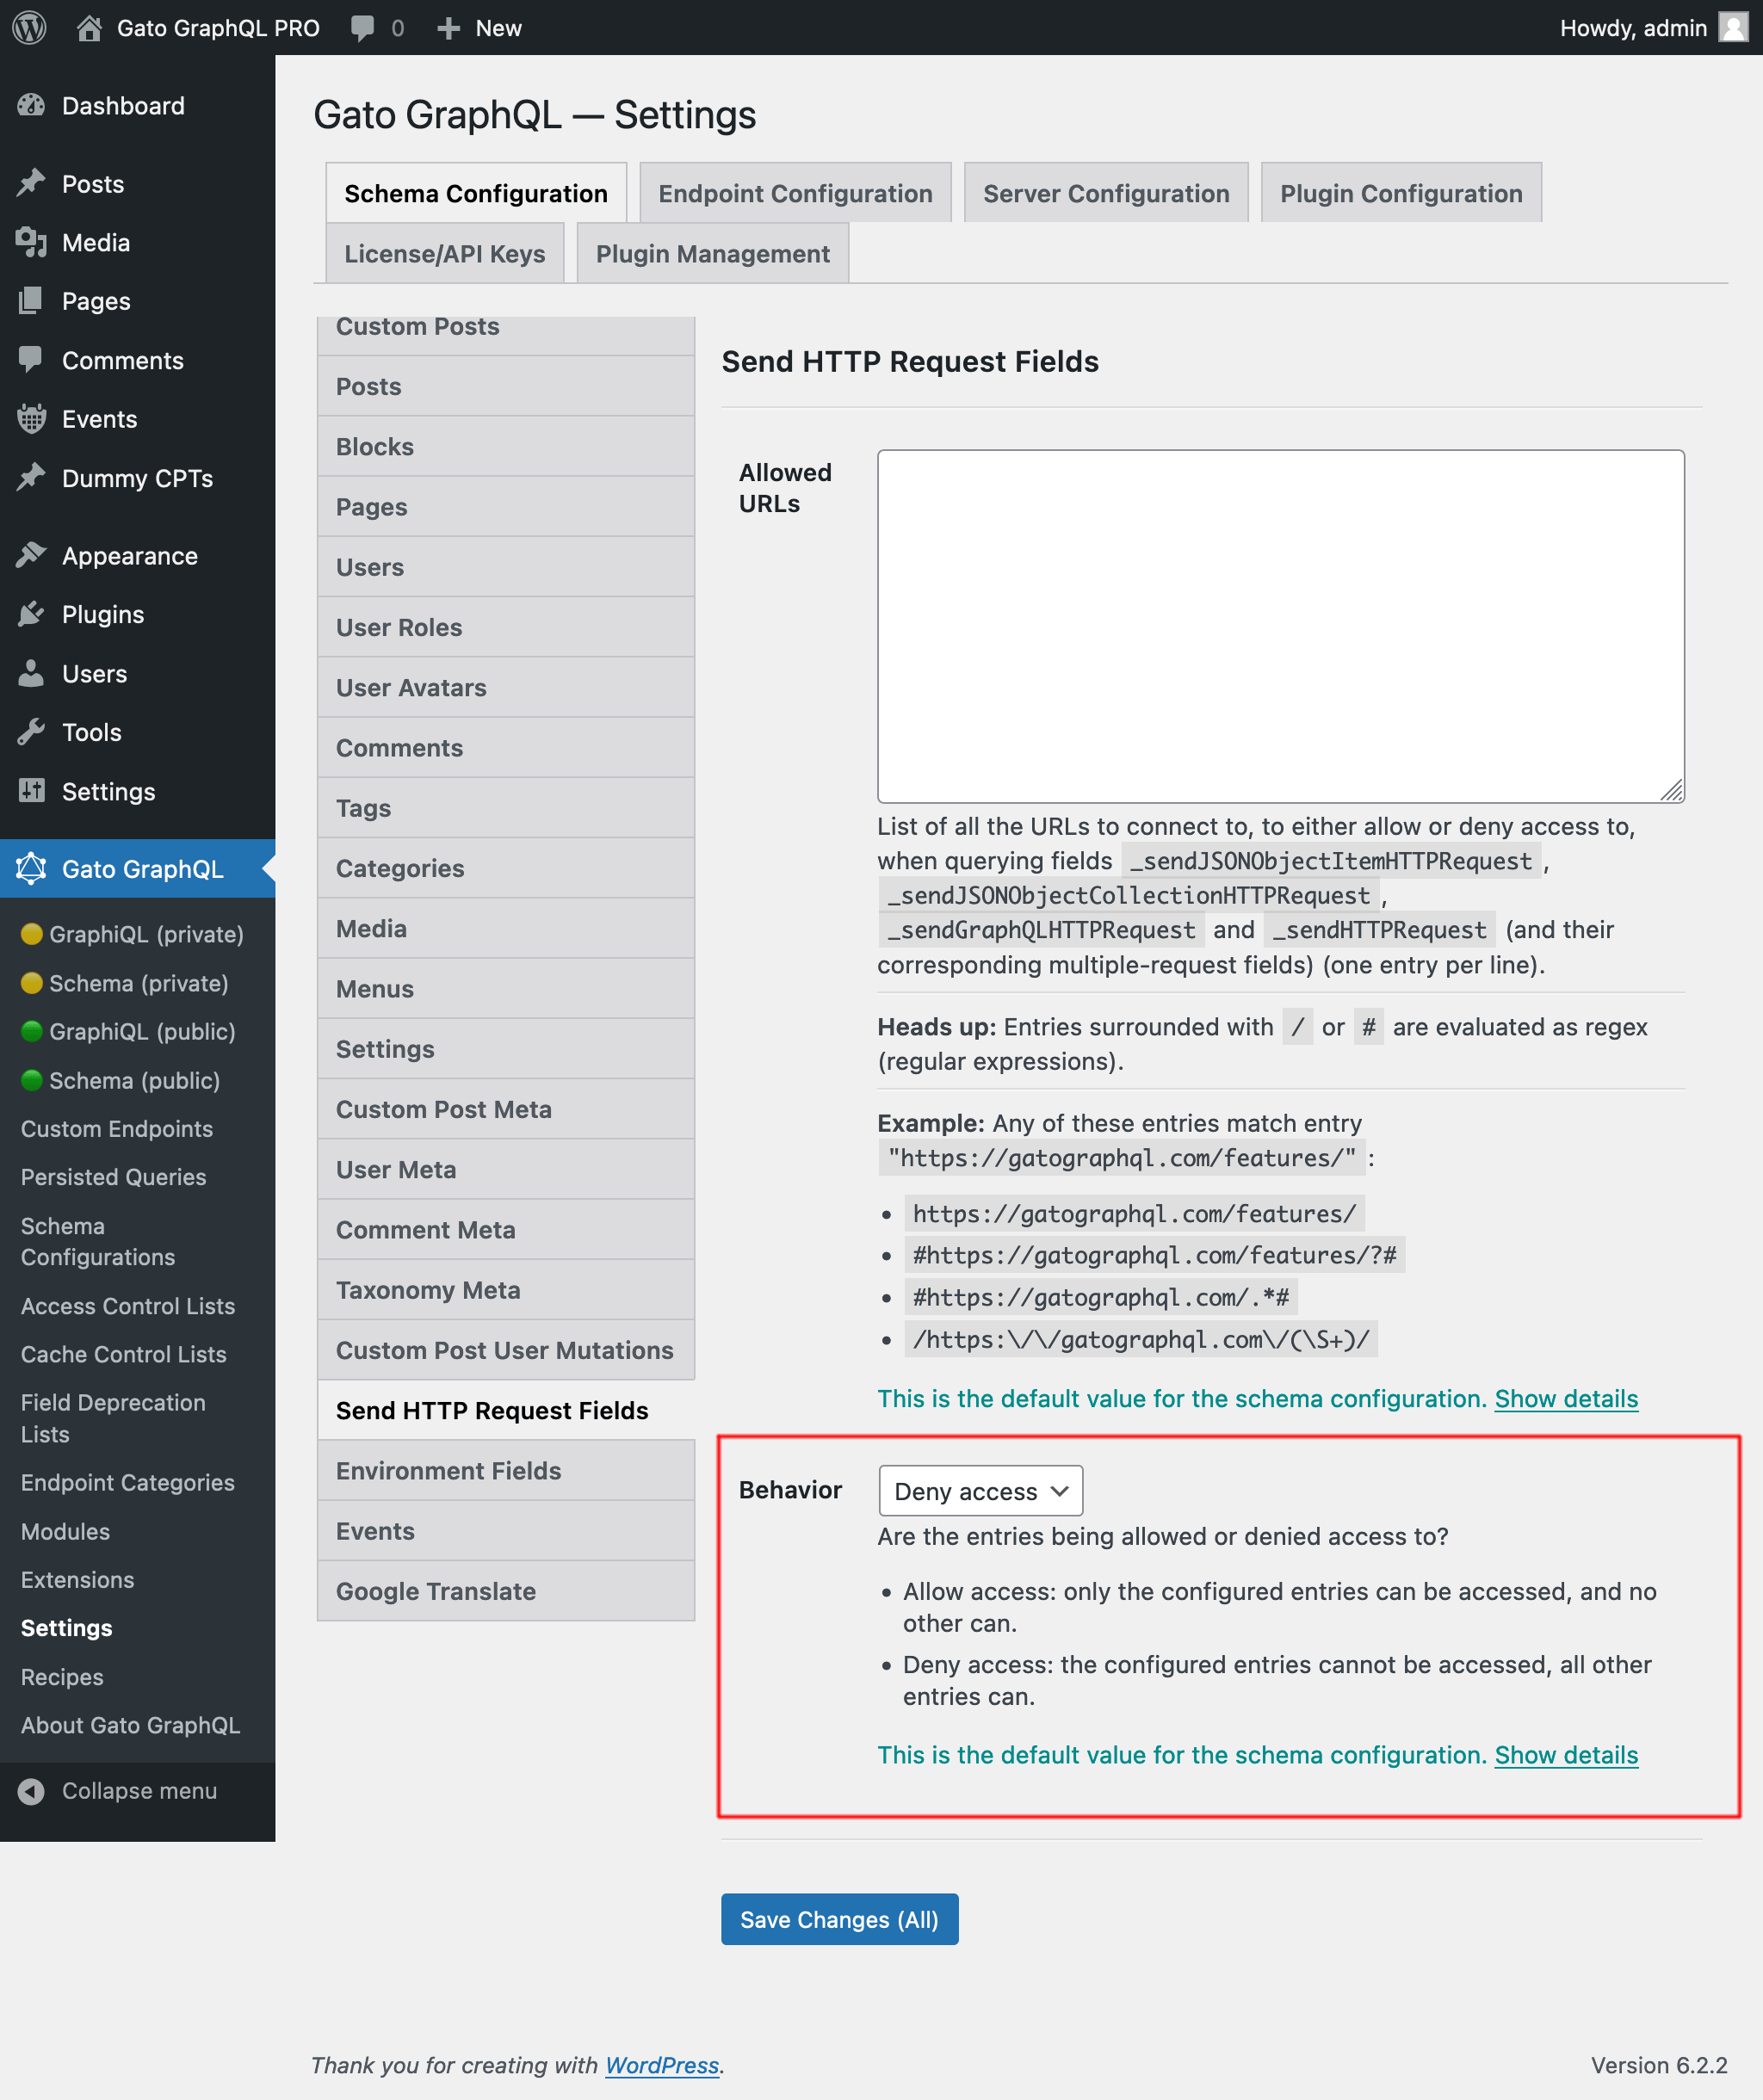 Gato GraphQL PRO
0
New
Howdy, admin
Dashboard
Posts
Media
Pages
Comments
Events
Dummy CPTs
Appearance
Plugins
Users
Tools
Settings
Gato GraphQL
GraphiQL (private)
Schema (private)
GraphiQL (public)
Schema (public)
Custom Endpoints
Persisted Queries
Schema
Configurations
Access Control Lists
Cache Control Lists
Field Deprecation
Lists
Endpoint Categories
Modules
Extensions
Settings
Recipes
About Gato GraphQL
Collapse menu
Gato GraphQL — Settings
Schema Configuration
Endpoint Configuration
Server Configuration
Plugin Configuration
License/API Keys
Plugin Management
Custom Posts
Posts
Blocks
Pages
Users
User Roles
User Avatars
Comments
Tags
Categories
Media
Menus
Settings
Custom Post Meta
User Meta
Comment Meta
Taxonomy Meta
Custom Post User Mutations
Send HTTP Request Fields
Environment Fields
Events
Google Translate
Send HTTP Request Fields
Allowed
URLs
List of all the URLs to connect to, to either allow or deny access to,
when querying fields _sendJSONObjectItemHTTPRequest ,
_sendJSONObjectCollectionHTTPRequest ,
_sendGraphQLHTTPRequest and _sendHTTPRequest (and their
corresponding multiple-request fields) (one entry per line).
Heads up: Entries surrounded with / or # are evaluated as regex
(regular expressions).
Example: Any of these entries match entry
"https://gatographql.com/features/" :
• https://gatographql.com/features/
• #https://gatographql.com/features/?#
• #https://gatographql.com/.*#
• /https:\/\/gatographql.com\/(\S+)/
This is the default value for the schema configuration. Show details
Behavior
Deny access
Are the entries being allowed or denied access to?
• Allow access: only the configured entries can be accessed, and no
other can.
• Deny access: the configured entries cannot be accessed, all other
entries can.
This is the default value for the schema configuration. Show details
Save Changes (All)
Thank you for creating with WordPress.
Version 6.2.2